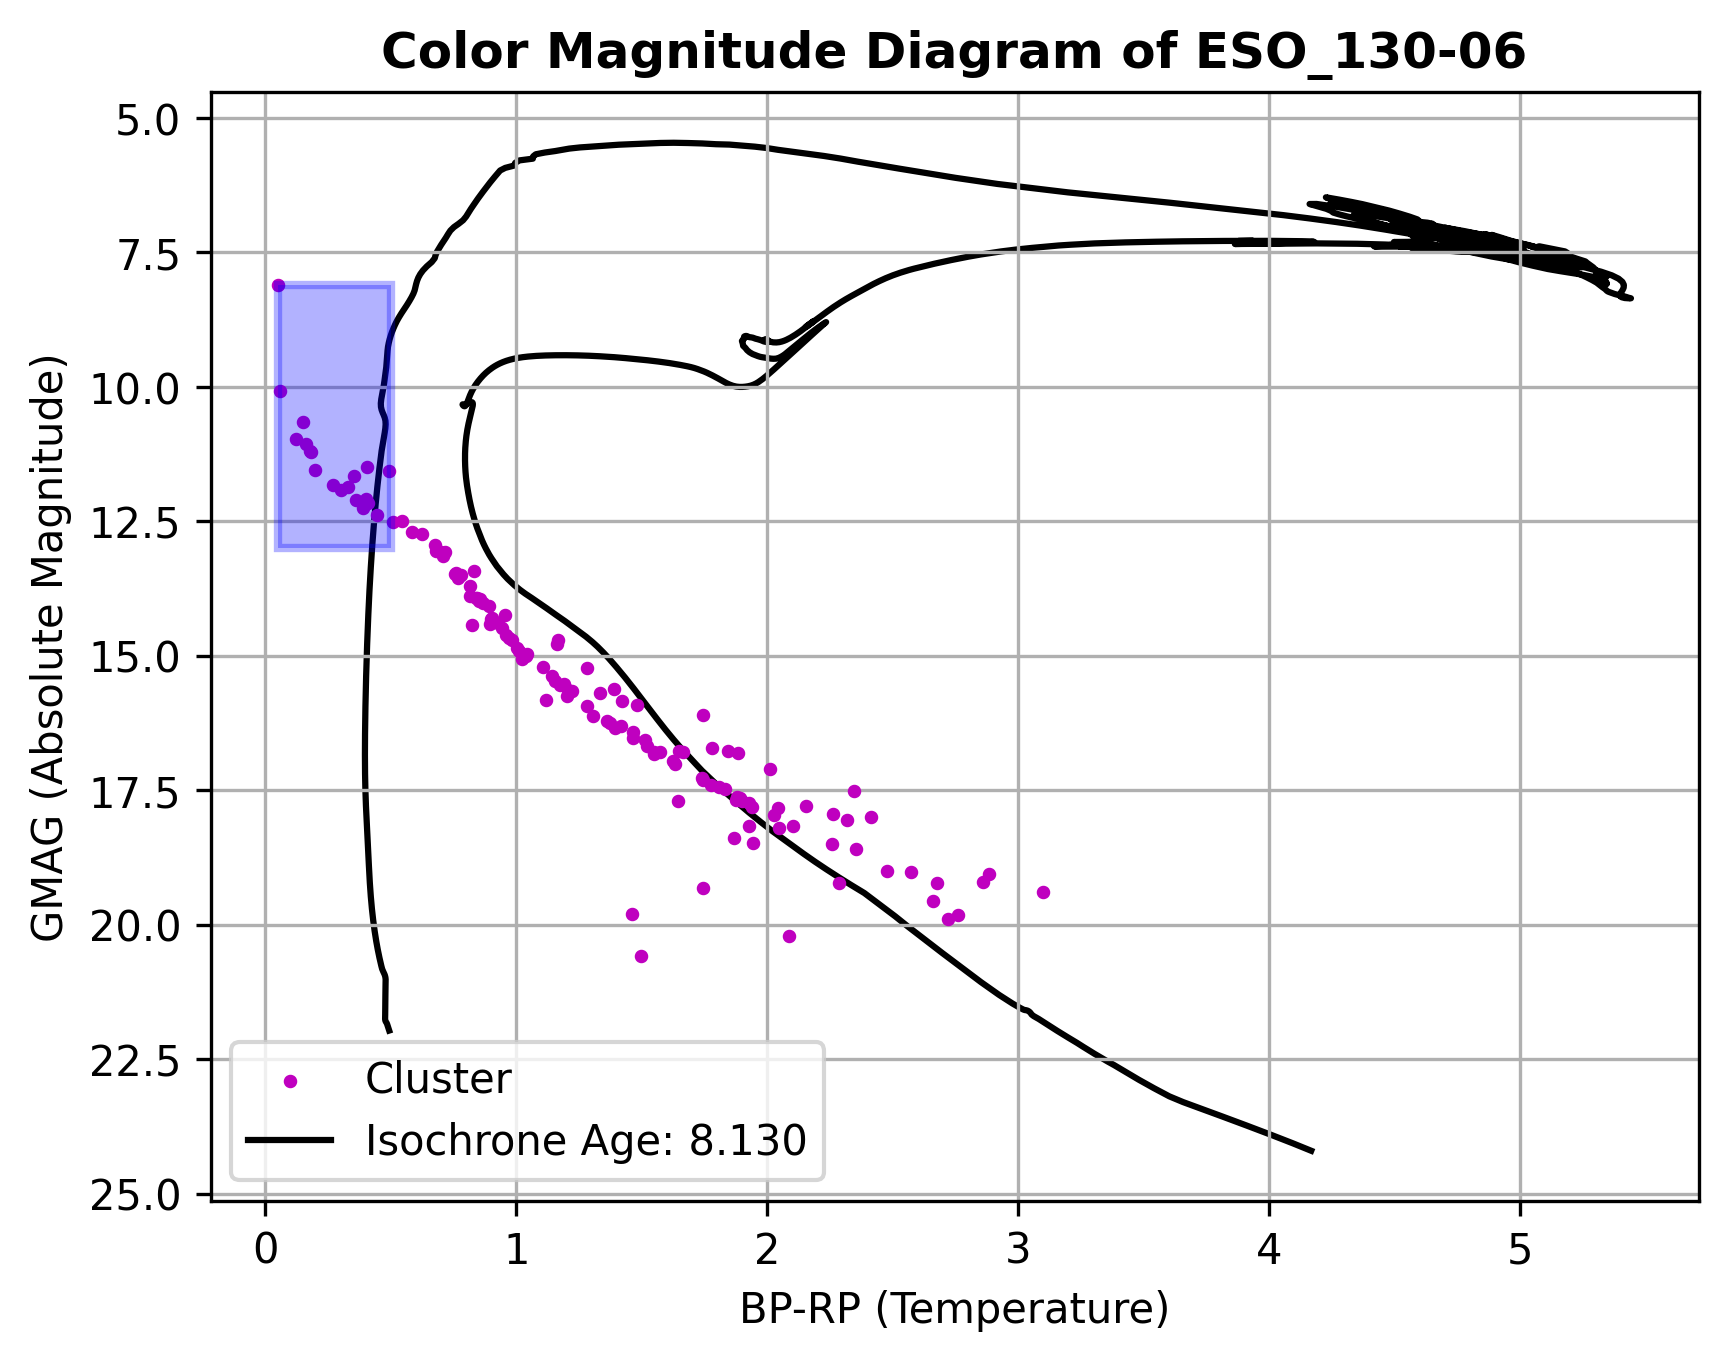 Color Magnitude Diagram of ESO_130-06
GMAG (Absolute Magnitude)
5.0
7.5
10.0
12.5
15.0
17.5
20.0
22.5
25.0
Cluster
Isochrone Age: 8.130
0 1 2 3 4 5
BP-RP (Temperature)